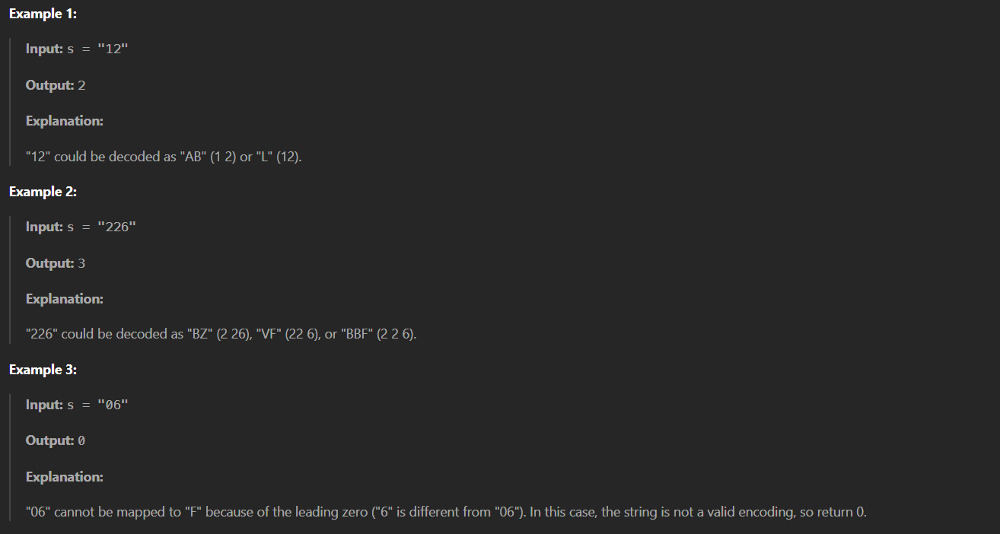 Example 1:
Input: s = "12"
Output: 2
Explanation:
"12" could be decoded as "AB" (1 2) or "L" (12).
Example 2:
Input: s = "226"
Output: 3
Explanation:
"226" could be decoded as "BZ" (2 26), "VF" (22 6), or "BBF" (2 2 6).
Example 3:
Input: s = "06"
Output: 0
Explanation:
"06" cannot be mapped to "F" because of the leading zero ("6" is different from "06"). In this case, the string is not a valid encoding, so return 0.